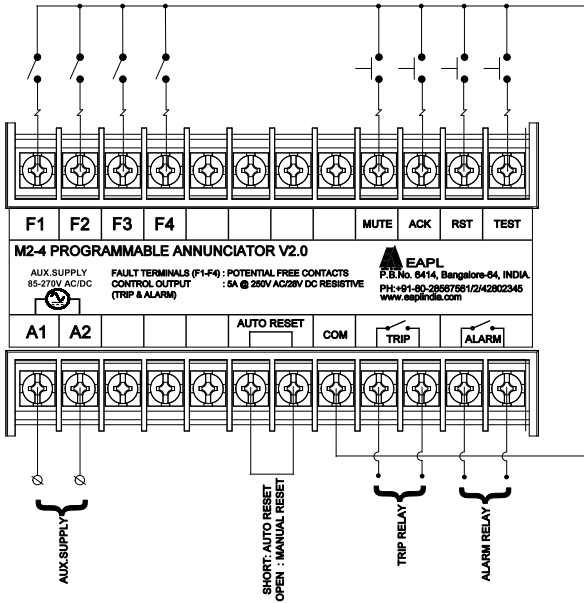 F1 F2 F3 F4 MUTE ACK RST TEST
M2-4 PROGRAMMABLE ANNUNCIATOR V2.0
AUX.SUPPLY
85-270V AC/DC
FAULT TERMINALS (F1-F4) : POTENTIAL FREE CONTACTS
CONTROL OUTPUT : 5A @ 250V AC/28V DC RESISTIVE
(TRIP & ALARM)
EAPL
P.B.No. 6414, Bangalore-64, INDIA.
PH:+91-80-28567561/2/42802345
www.eaplindia.com
A1 A2 AUTO RESET COM TRIP ALARM
AUX.SUPPLY
SHORT: AUTO RESET
OPEN : MANUAL RESET
TRIP RELAY
ALARM RELAY